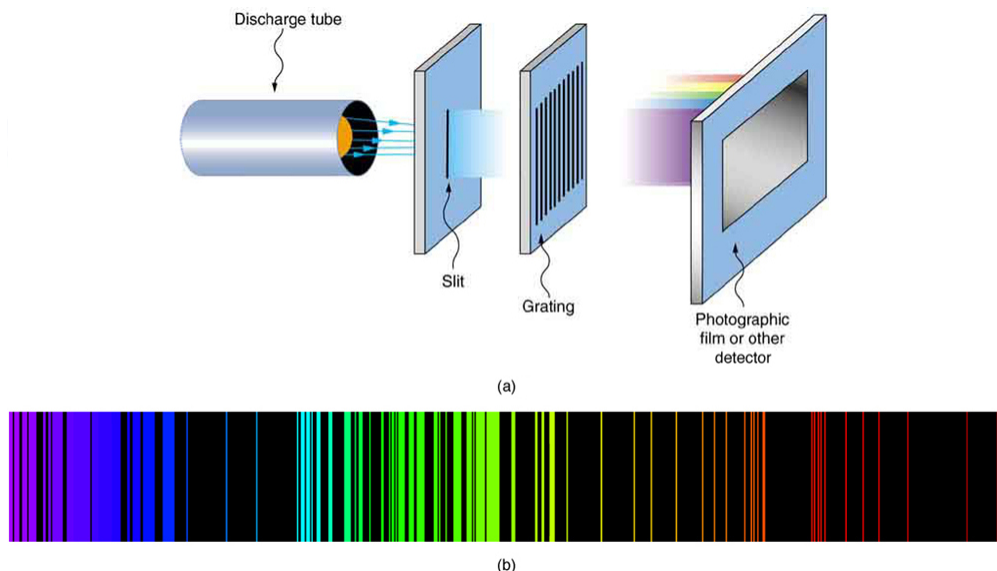 Discharge tube
Slit
Grating
Photographic
film or other
detector
(a)
(b)